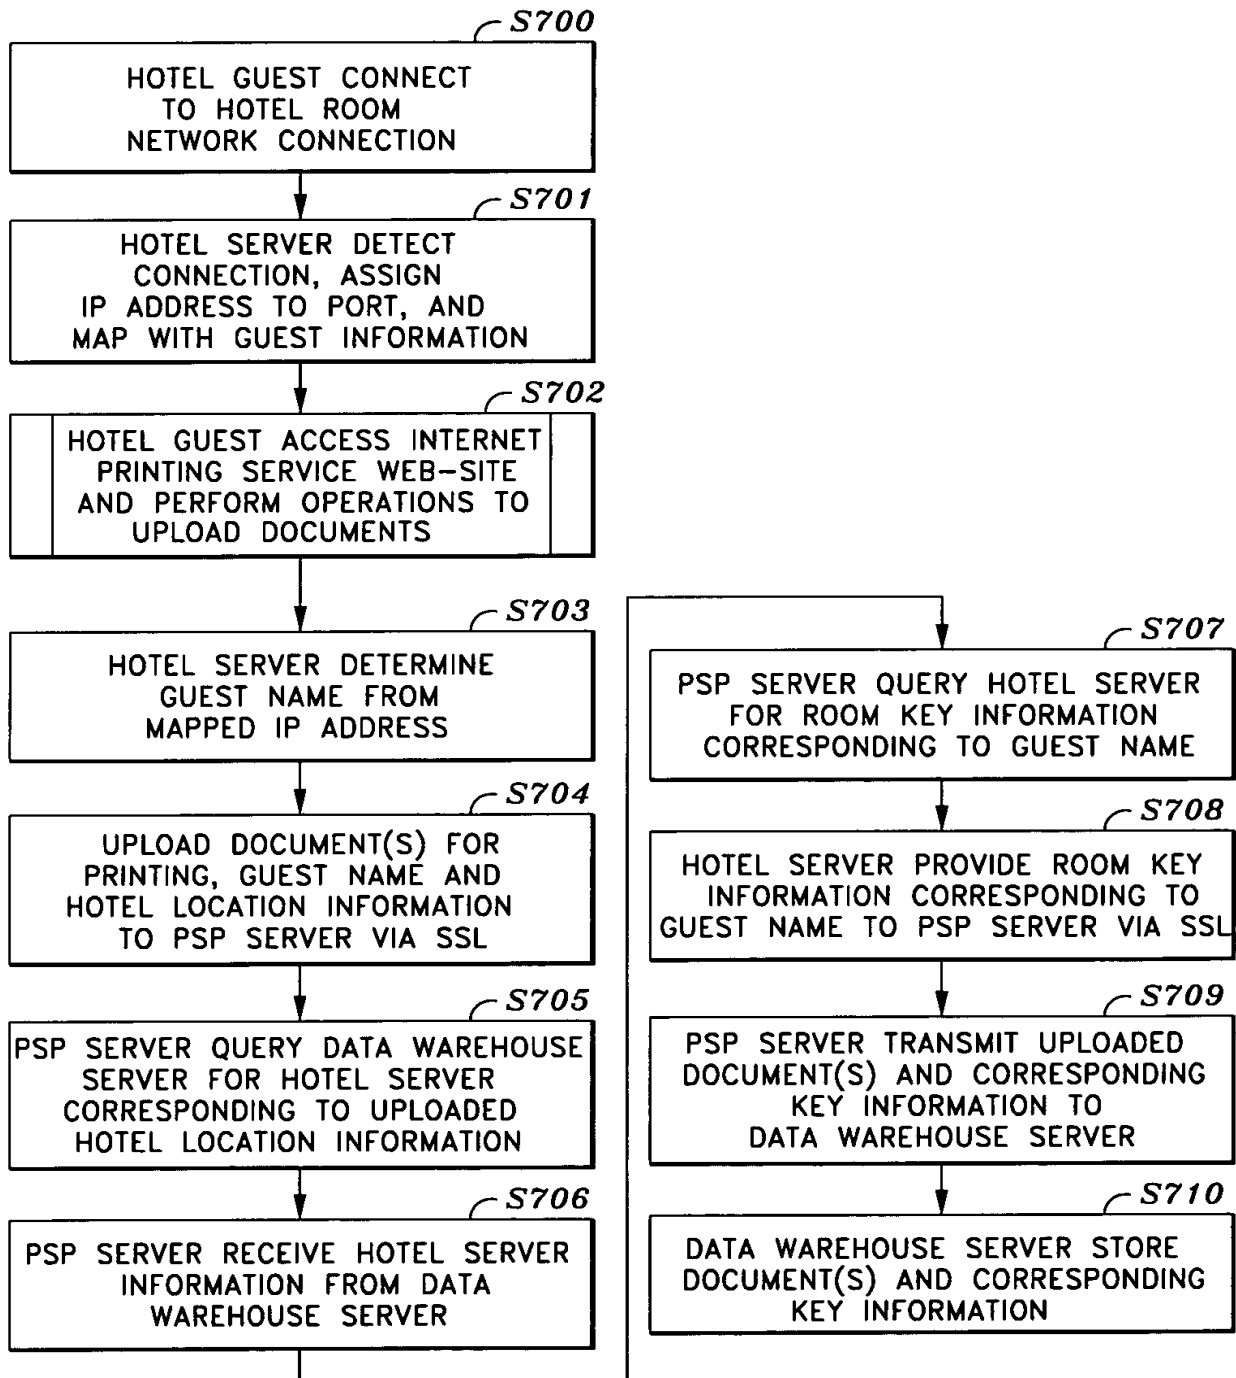 S700
HOTEL GUEST CONNECT
TO HOTEL ROOM
NETWORK CONNECTION
S701
HOTEL SERVER DETECT
CONNECTION, ASSIGN
IP ADDRESS TO PORT, AND
MAP WITH GUEST INFORMATION
S702
HOTEL GUEST ACCESS INTERNET
PRINTING SERVICE WEB-SITE
AND PERFORM OPERATIONS TO
UPLOAD DOCUMENTS
S703
HOTEL SERVER DETERMINE
GUEST NAME FROM
MAPPED IP ADDRESS
S704
UPLOAD DOCUMENT(S) FOR
PRINTING, GUEST NAME AND
HOTEL LOCATION INFORMATION
TO PSP SERVER VIA SSL
S705
PSP SERVER QUERY DATA WAREHOUSE
SERVER FOR HOTEL SERVER
CORRESPONDING TO UPLOADED
HOTEL LOCATION INFORMATION
S706
PSP SERVER RECEIVE HOTEL SERVER
INFORMATION FROM DATA
WAREHOUSE SERVER
S707
PSP SERVER QUERY HOTEL SERVER
FOR ROOM KEY INFORMATION
CORRESPONDING TO GUEST NAME
S708
HOTEL SERVER PROVIDE ROOM KEY
INFORMATION CORRESPONDING TO
GUEST NAME TO PSP SERVER VIA SSL
S709
PSP SERVER TRANSMIT UPLOADED
DOCUMENT(S) AND CORRESPONDING
KEY INFORMATION TO
DATA WAREHOUSE SERVER
S710
DATA WAREHOUSE SERVER STORE
DOCUMENT(S) AND CORRESPONDING
KEY INFORMATION